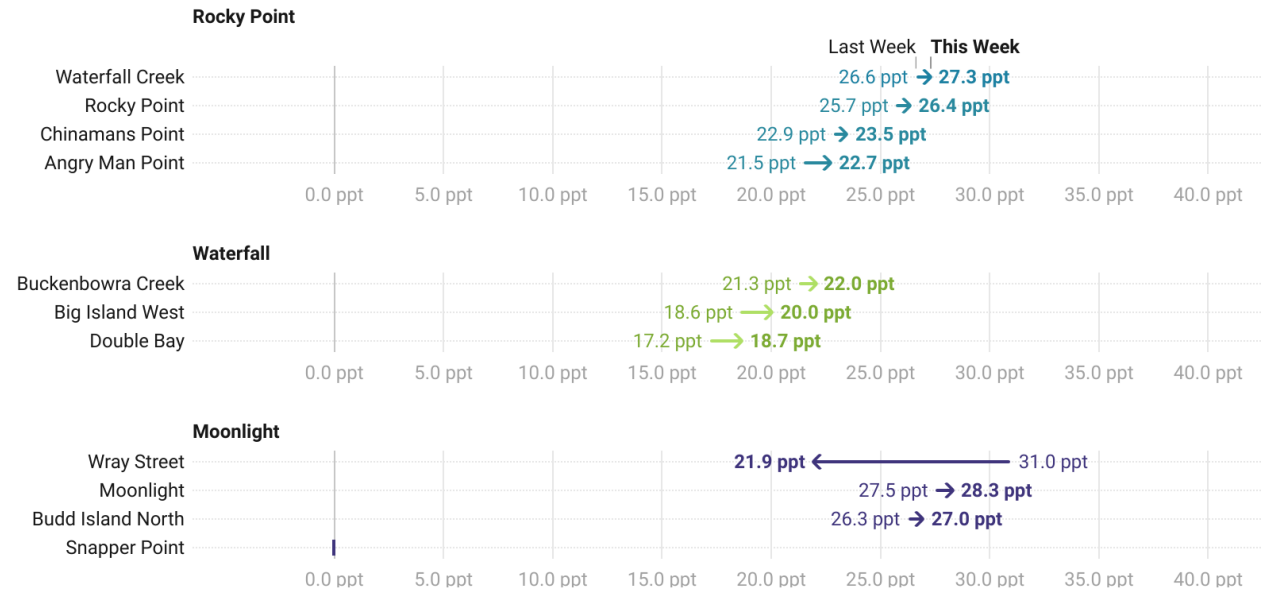 Rocky Point
Last Week This Week
Waterfall Creek 26.6 ppt 27.3 ppt
Rocky Point 25.7 ppt 26.4 ppt
Chinamans Point 22.9 ppt 23.5 ppt
Angry Man Point 21.5 ppt 22.7 ppt
0.0 ppt 5.0 ppt 10.0 ppt 15.0 ppt 20.0 ppt 25.0 ppt 30.0 ppt 35.0 ppt 40.0 ppt
Waterfall
Buckenbowra Creek 21.3 ppt 22.0 ppt
Big Island West 18.6 ppt 20.0 ppt
Double Bay 17.2 ppt 18.7 ppt
0.0 ppt 5.0 ppt 10.0 ppt 15.0 ppt 20.0 ppt 25.0 ppt 30.0 ppt 35.0 ppt 40.0 ppt
Moonlight
Wray Street 21.9 ppt 31.0 ppt
Moonlight 27.5 ppt 28.3 ppt
Budd Island North 26.3 ppt 27.0 ppt
Snapper Point
0.0 ppt 5.0 ppt 10.0 ppt 15.0 ppt 20.0 ppt 25.0 ppt 30.0 ppt 35.0 ppt 40.0 ppt